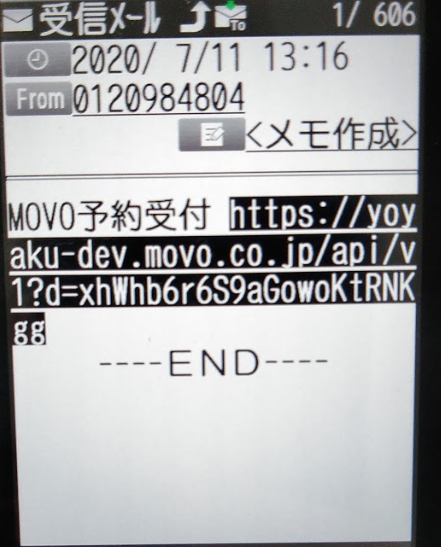 受信ﾒｰﾙ To 1/ 606
2020/ 7/11 13:16
From 0120984804
<メモ作成>
MOVO予約受付 https://yoy
aku-dev.movo.co.jp/api/v
1?d=xhWhb6r6S9aGowoKtRNK
gg
----END----